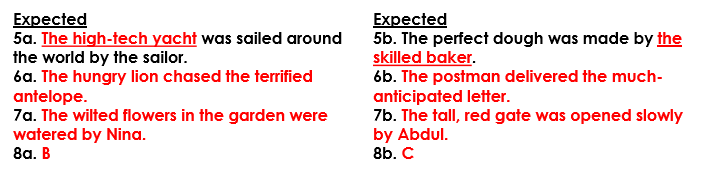 Expected
5a. The high-tech yacht was sailed around
the world by the sailor.
6a. The hungry lion chased the terrified
antelope.
7a. The wilted flowers in the garden were
watered by Nina.
8a. B
Expected
5b. The perfect dough was made by the
skilled baker.
6b. The postman delivered the much-
anticipated letter.
7b. The tall, red gate was opened slowly
by Abdul.
8b. C